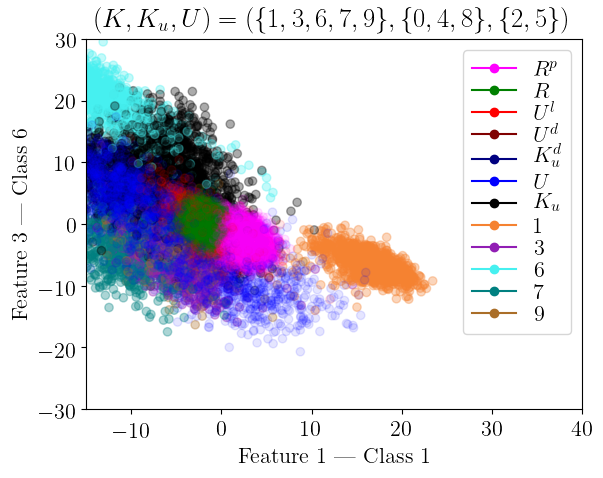 (K, K_u, U) = ({1, 3, 6, 7, 9}, {0, 4, 8}, {2, 5})
30
20
10
0
−10
−20
−30
Feature 3 — Class 6
−10
0
10
20
30
40
Feature 1 — Class 1
R^p
R
U^l
U^d
K_u^d
U
K_u
1
3
6
7
9